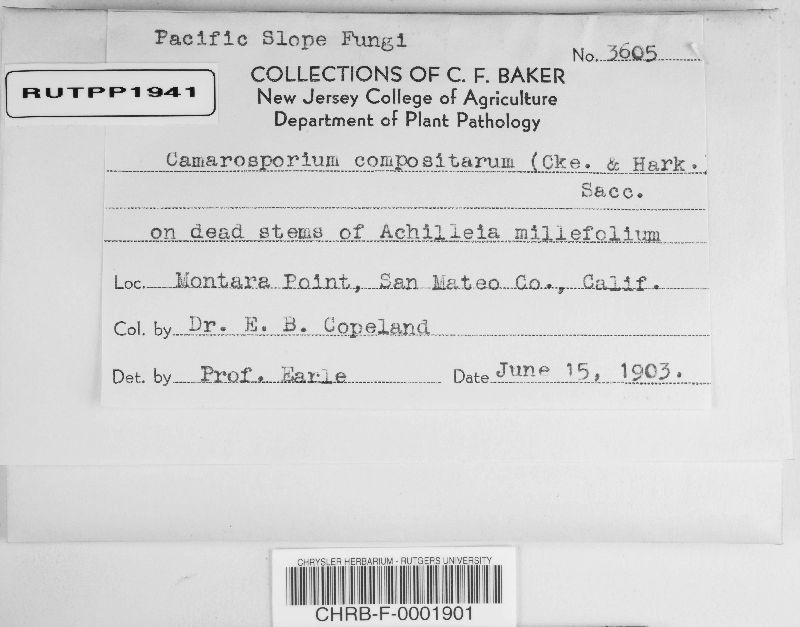 Pacific Slope Fungi
No. 3605
RUTPP1941
COLLECTIONS OF C. F. BAKER
New Jersey College of Agriculture
Department of Plant Pathology
Camarosporium compositarum (Cke. & Hark.)
Sacc.
on dead stems of Achilleia millefolium
Loc. Montara Point, San Mateo Co., Calif.
Col. by Dr. E. B. Copeland
Det. by Prof. Earle Date June 15, 1903.
CHRYSLER HERBARIUM - RUTGERS UNIVERSITY
CHRB-F-0001901